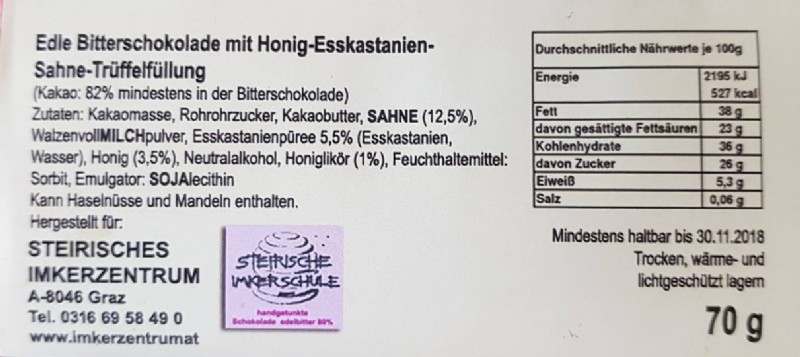 Edle Bitterschokolade mit Honig-Esskastanien-
Sahne-Trüffelfüllung
(Kakao: 82% mindestens in der Bitterschokolade)
Zutaten: Kakaomasse, Rohrohrzucker, Kakaobutter, SAHNE (12,5%),
WalzenvollMILCHpulver, Esskastanienpüree 5,5% (Esskastanien,
Wasser), Honig (3,5%), Neutralalkohol, Honiglikör (1%), Feuchthaltemittel:
Sorbit, Emulgator: SOJAlecithin
Kann Haselnüsse und Mandeln enthalten.
Hergestellt für:
STEIRISCHES
IMKERZENTRUM
A-8046 Graz
Tel. 0316 69 58 49 0
www.imkerzentrumat
STEIRISCHE
IMKERSCHULE
handgetunkte
Schokolade edelbitter 80%
Durchschnittliche Nährwerte je 100g
Energie 2195 kJ
527 kcal
Fett 38 g
davon gesättigte Fettsäuren 23 g
Kohlenhydrate 36 g
davon Zucker 26 g
Eiweiß 5,3 g
Salz 0,06 g
Mindestens haltbar bis 30.11.2018
Trocken, wärme- und
lichtgeschützt lagern
70 g